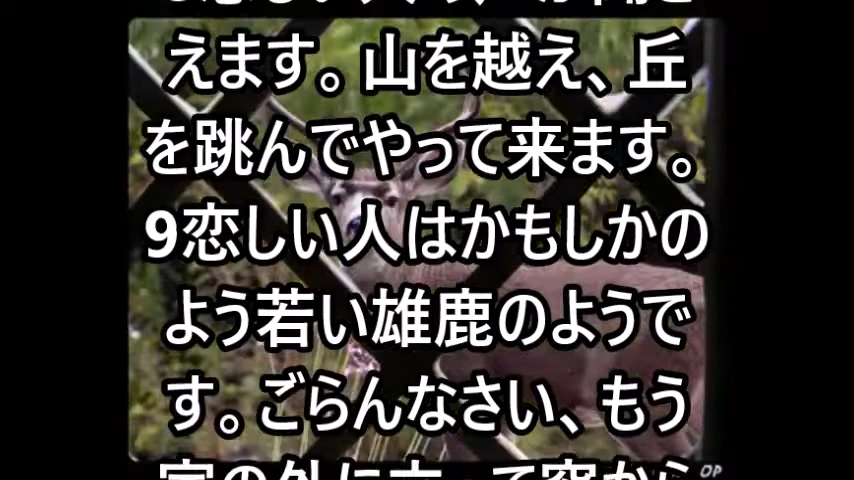 えます。山を越え、丘
を跳んでやって来ます。
9恋しい人はかもしかの
よう若い雄鹿のようで
す。ごらんなさい、もう
OP